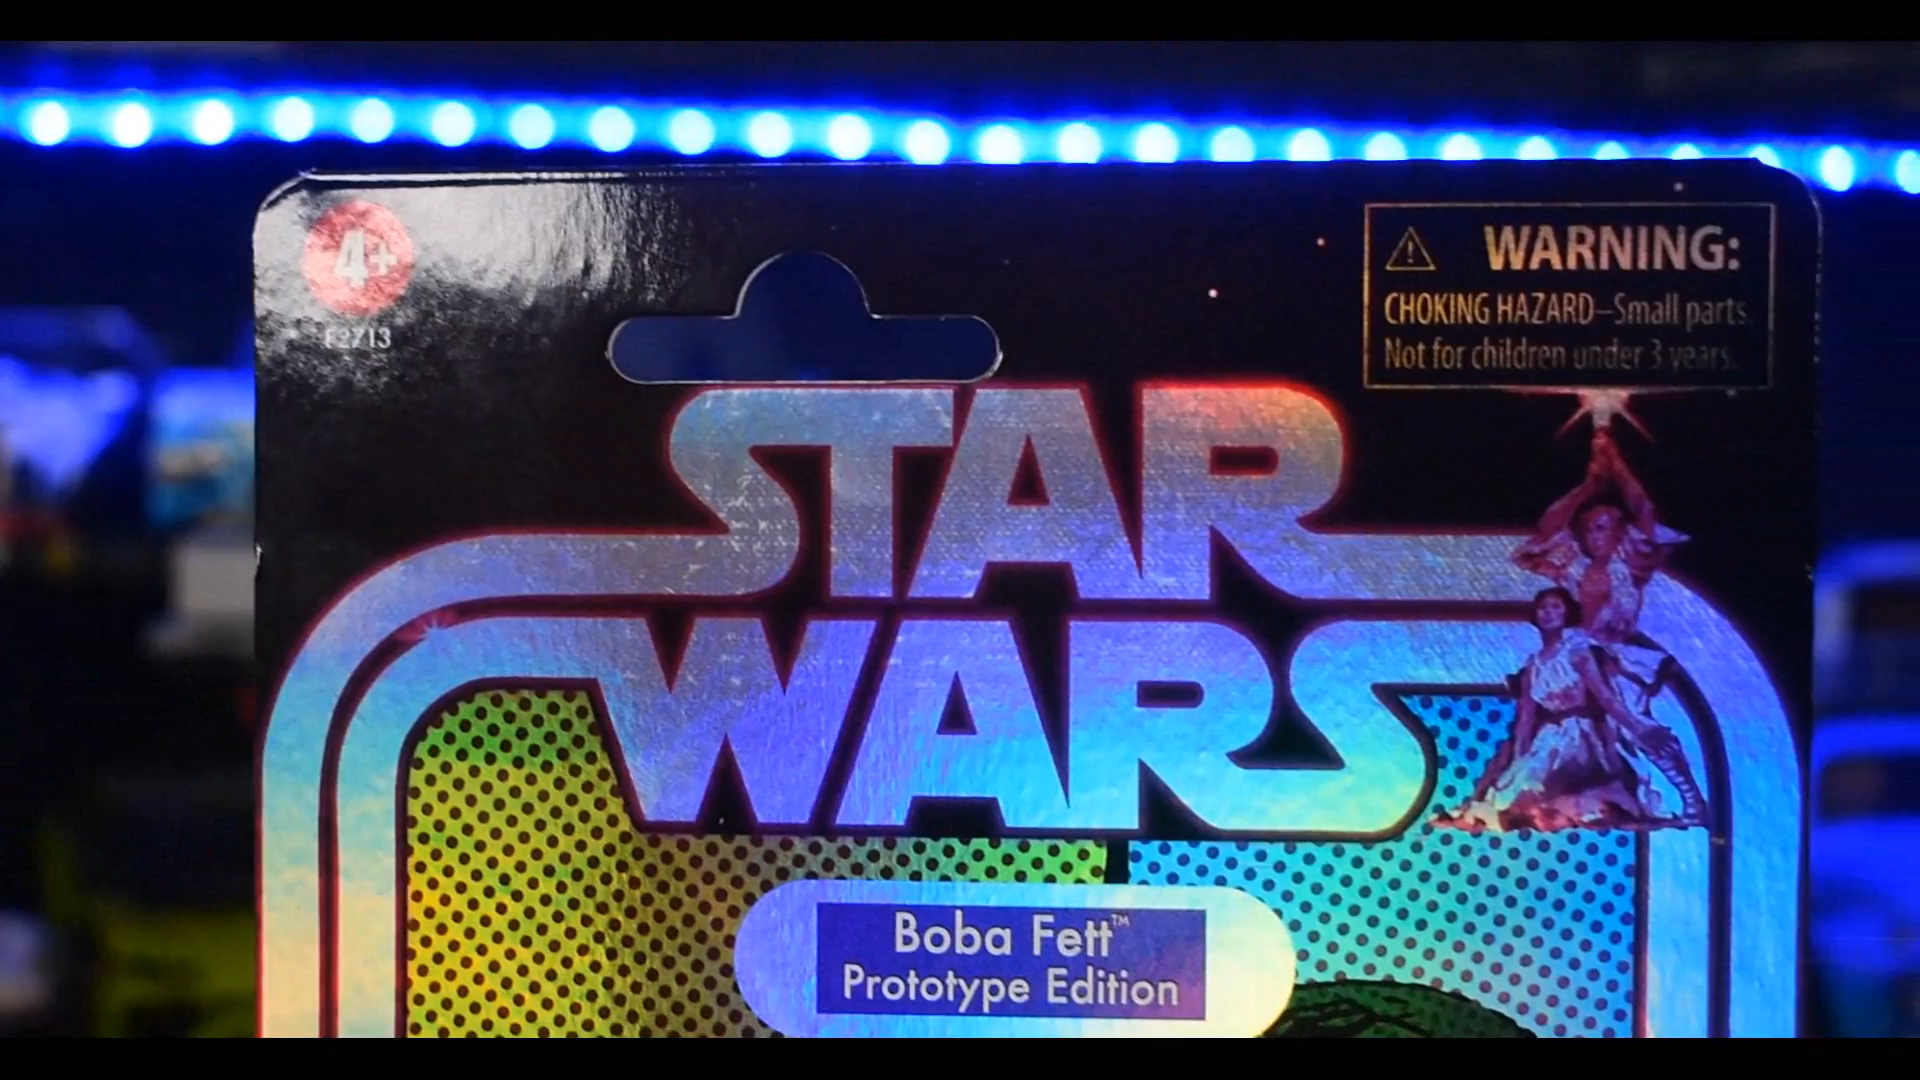 4+
F2713
WARNING:
CHOKING HAZARD–Small parts.
Not for children under 3 years.
STAR
WARS
Boba Fett™
Prototype Edition